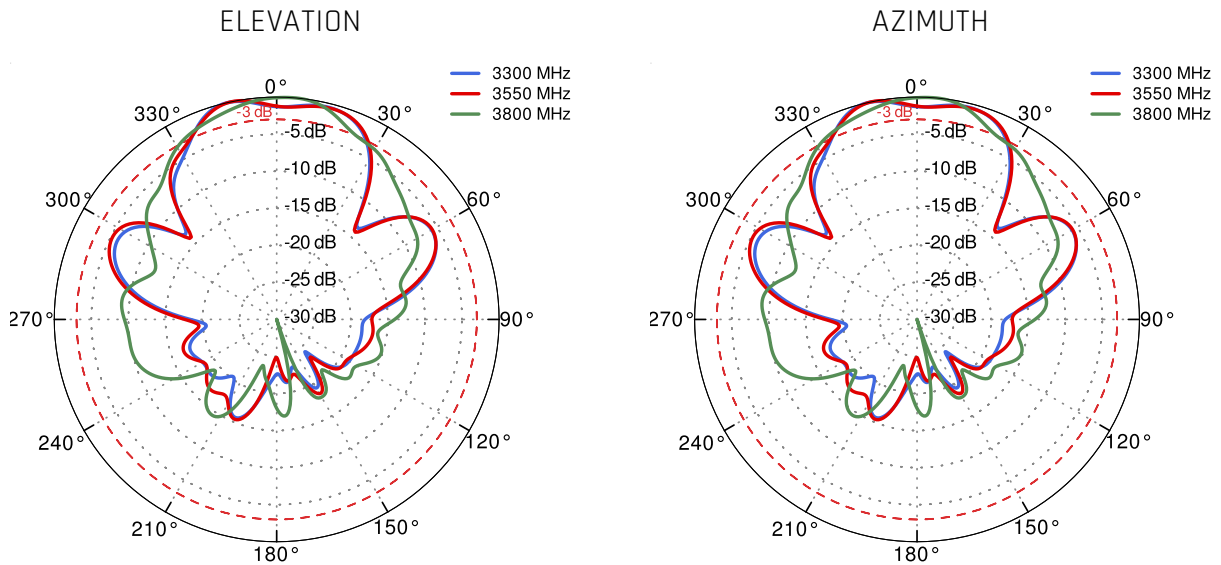 ELEVATION
3300 MHz
3550 MHz
3800 MHz
0°
330°
30°
-3 dB
-5 dB
-10 dB
300°
60°
-15 dB
-20 dB
-25 dB
270°
-30 dB
90°
240°
120°
210°
150°
180°
AZIMUTH
3300 MHz
3550 MHz
3800 MHz
0°
330°
30°
-3 dB
-5 dB
-10 dB
300°
60°
-15 dB
-20 dB
-25 dB
270°
-30 dB
90°
240°
120°
210°
150°
180°